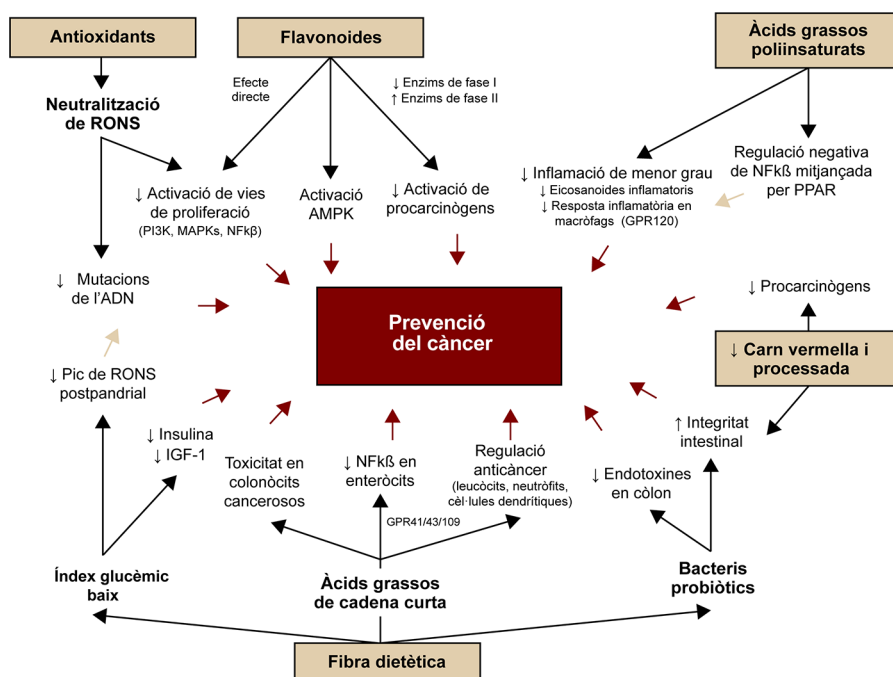 Antioxidants
Flavonoides
Àcids grassos
poliinsaturats
Efecte
directe
↓ Enzims de fase I
↑ Enzims de fase II
Neutralització
de RONS
↓ Activació de vies
de proliferació
(PI3K, MAPKs, NFkβ)
Activació
AMPK
↓ Activació de
procarcinògens
↓ Inflamació de menor grau
↓ Eicosanoides inflamatoris
↓ Resposta inflamatòria en
macròfags (GPR120)
Regulació negativa
de NFkß mitjançada
per PPAR
↓ Mutacions
de l’ADN
Prevenció
del càncer
↓ Procarcinògens
↓ Carn vermella i
processada
↓ Pic de RONS
postpandrial
↓ Insulina
↓ IGF-1
Toxicitat en
colonòcits
cancerosos
↓ NFkß en
enteròcits
Regulació
anticàncer
(leucòcits, neutròfits,
cèl·lules dendrítiques)
↓ Endotoxines
en còlon
↑ Integritat
intestinal
GPR41/43/109
Índex glucèmic
baix
Àcids grassos
de cadena curta
Bacteris
probiòtics
Fibra dietètica